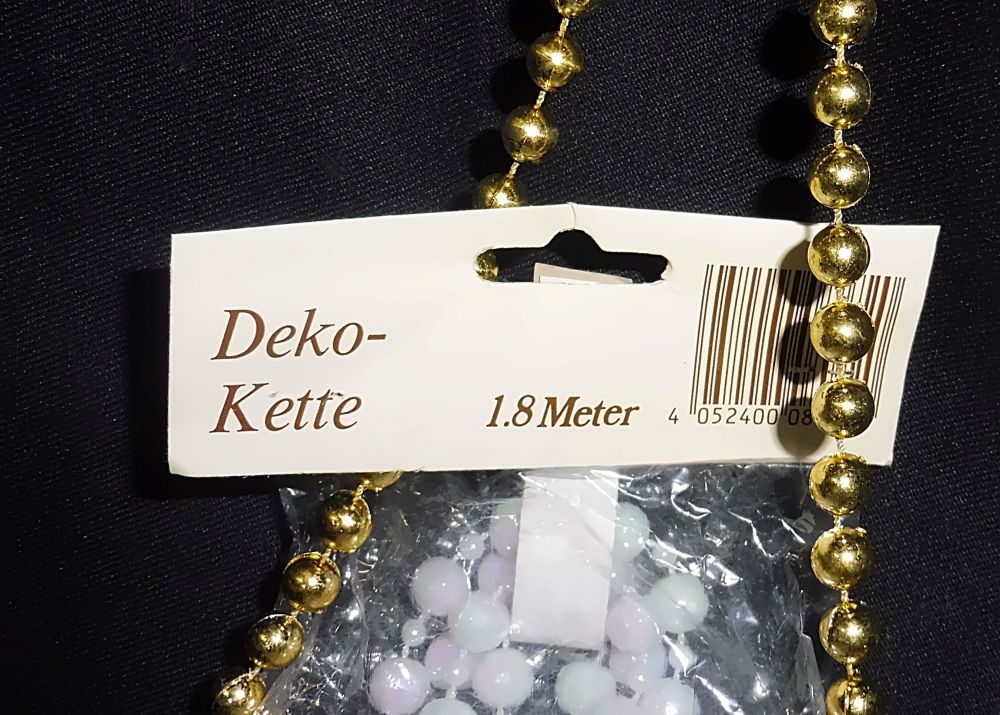 Deko-
Kette
1.8 Meter
4 052400 08